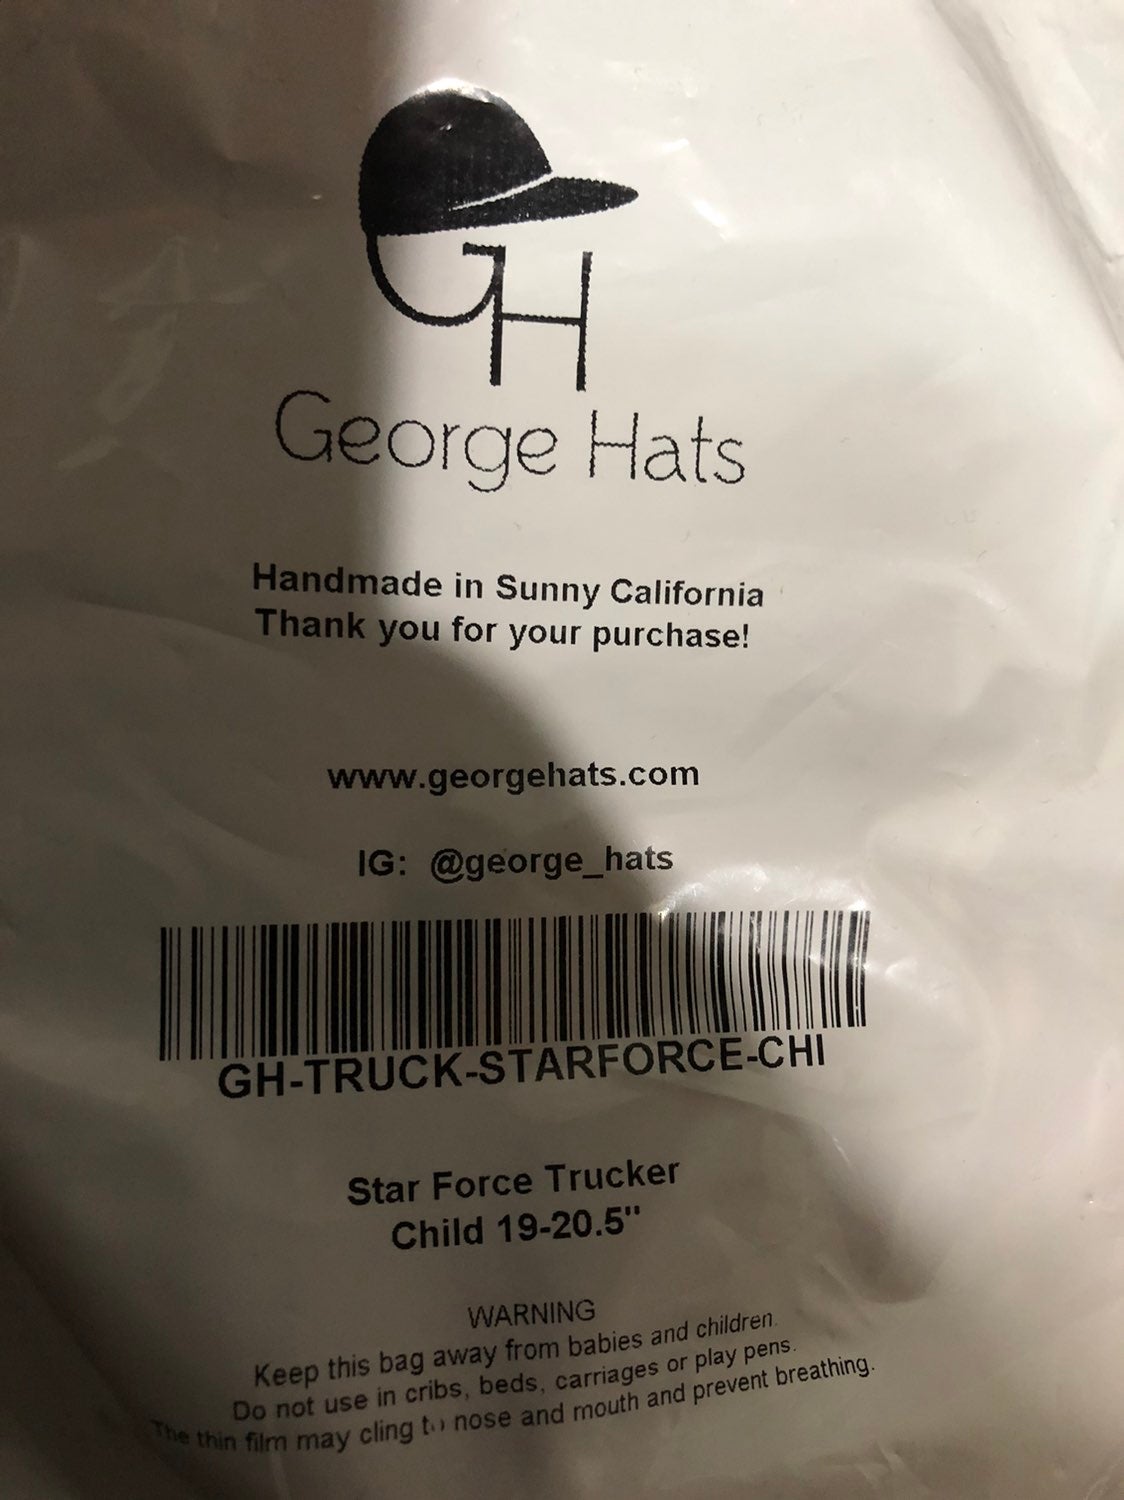 GH
George Hats
Handmade in Sunny California
Thank you for your purchase!
www.georgehats.com
IG: @george_hats
GH-TRUCK-STARFORCE-CHI
Star Force Trucker
Child 19-20.5"
WARNING
Keep this bag away from babies and children.
Do not use in cribs, beds, carriages or play pens.
The thin film may cling to nose and mouth and prevent breathing.